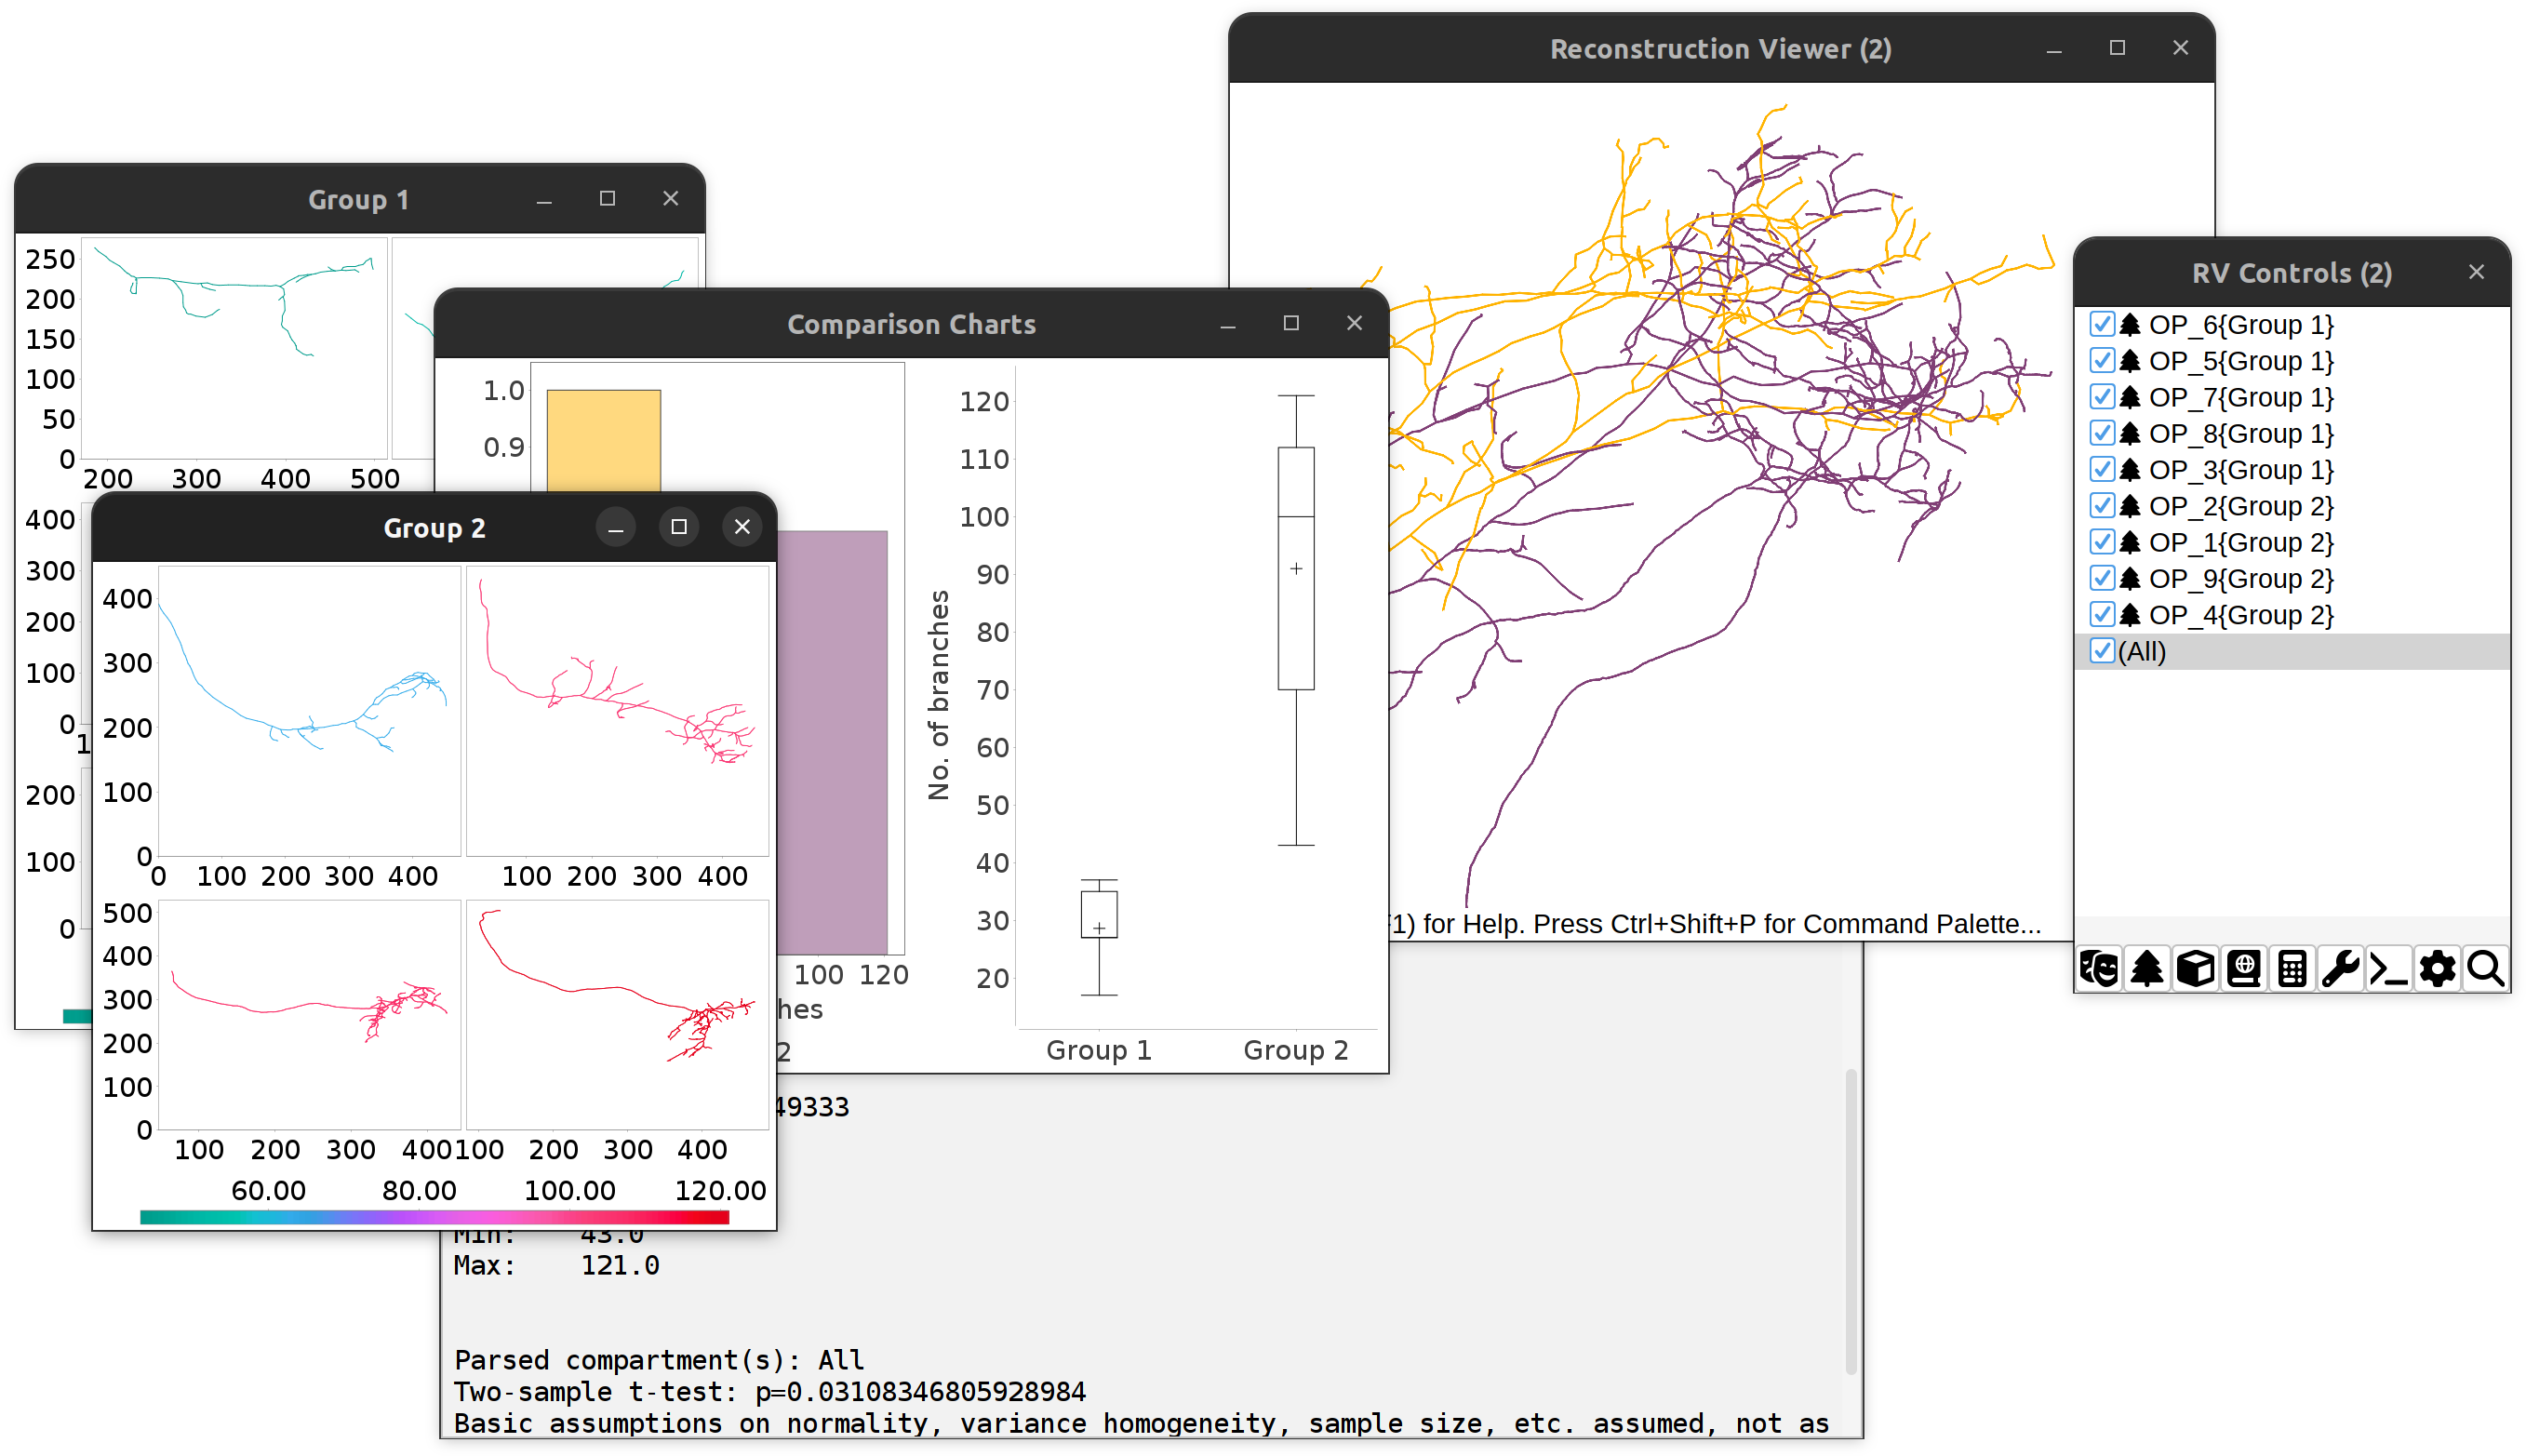 Reconstruction Viewer (2)
Group 1
250
200
150
100
50
0
200 300 400 500
400
300
200
100
0
1
200
100
0
Comparison Charts
1.0
0.9
100 120
hes
2
No. of branches
120
110
100
90
80
70
60
50
40
30
20
Group 1 Group 2
Group 2
400
300
200
100
0
0 100 200 300 400
100 200 300 400
500
400
300
200
100
0
100 200 300 400
100 200 300 400
60.00 80.00 100.00 120.00
RV Controls (2)
OP_6{Group 1}
OP_5{Group 1}
OP_7{Group 1}
OP_8{Group 1}
OP_3{Group 1}
OP_2{Group 2}
OP_1{Group 2}
OP_9{Group 2}
OP_4{Group 2}
(All)
1) for Help. Press Ctrl+Shift+P for Command Palette...
49333
Min: 43.0
Max: 121.0
Parsed compartment(s): All
Two-sample t-test: p=0.03108346805928984
Basic assumptions on normality, variance homogeneity, sample size, etc. assumed, not as